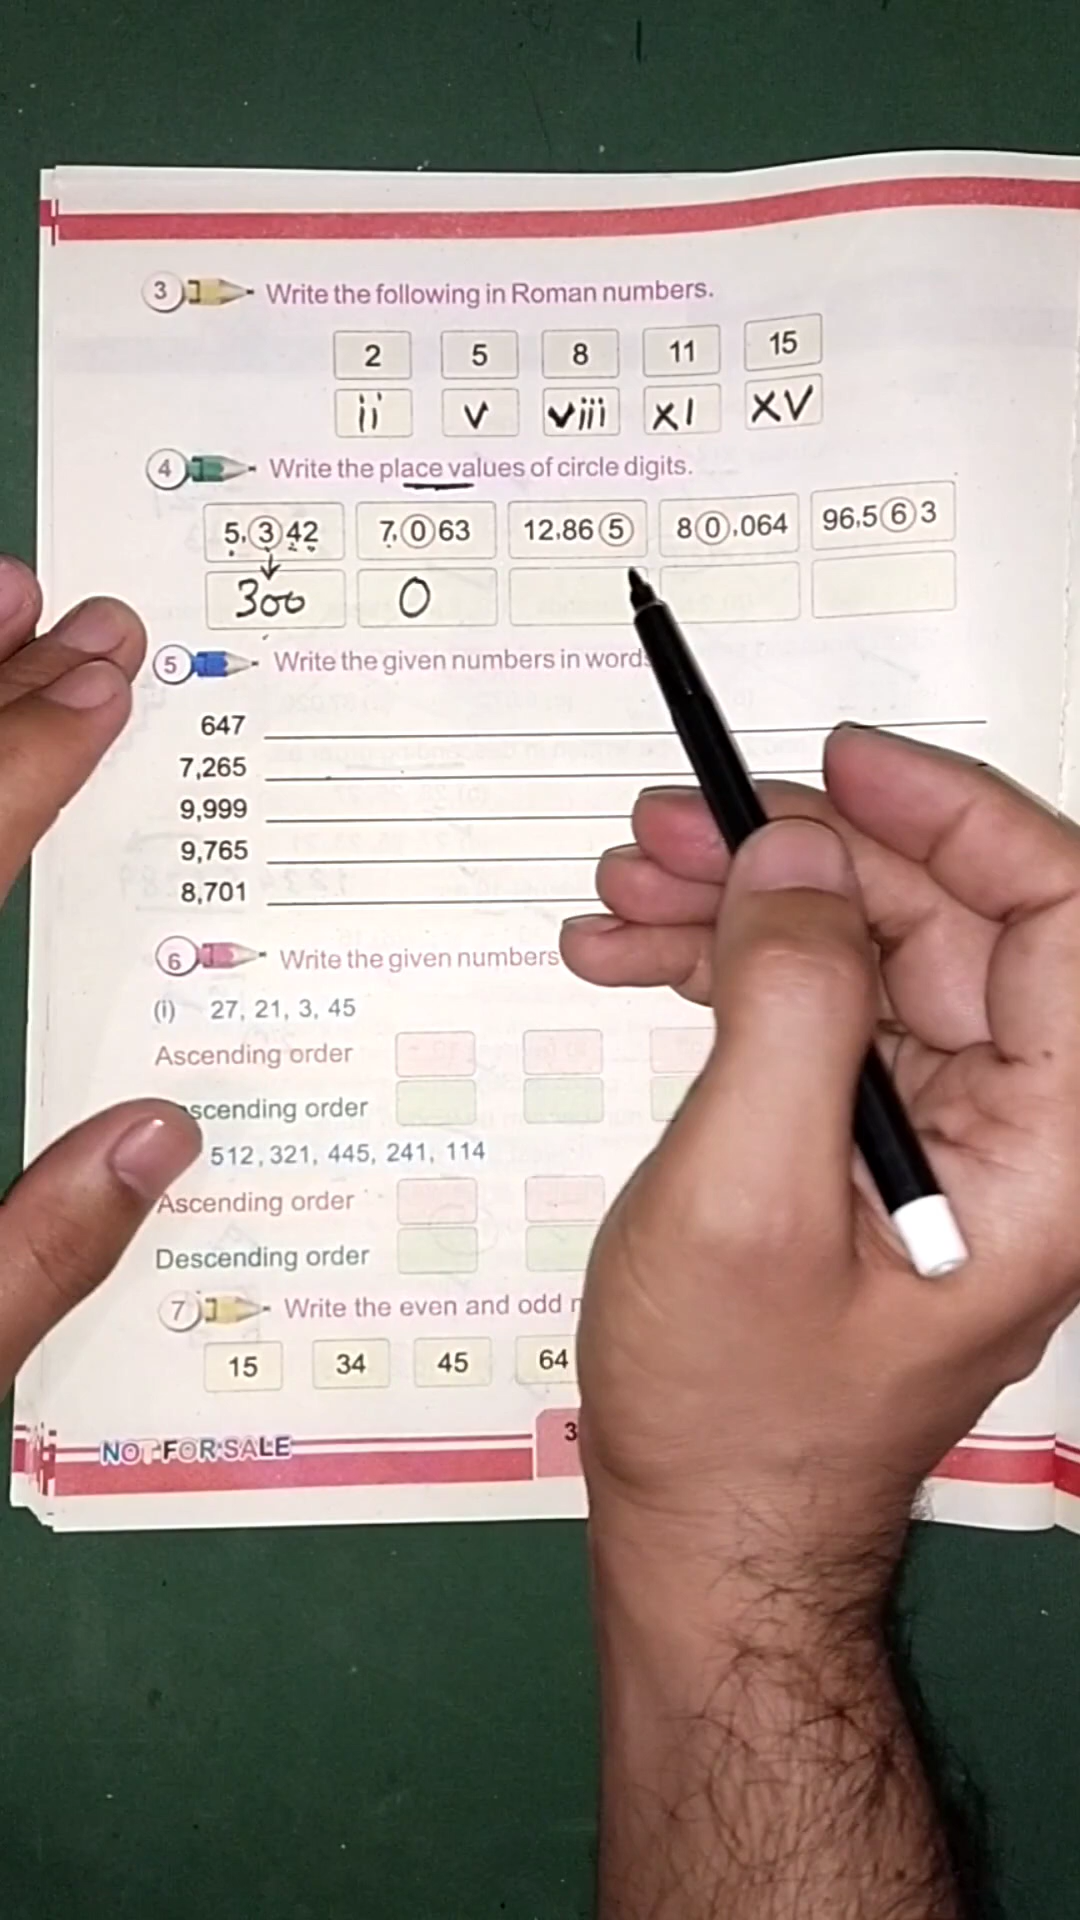 3 Write the following in Roman numbers.
2 5 8 11 15
ii v viii XI XV
4 Write the place values of circle digits.
5,342 7,063 12,865 80,064 96,563
300 0
5 Write the given numbers in words
647
7,265
9,999
9,765
8,701
6 Write the given numbers
(i) 27, 21, 3, 45
Ascending order
scending order
512, 321, 445, 241, 114
Ascending order
Descending order
7 Write the even and odd
15 34 45 64
NOT FOR SALE
3